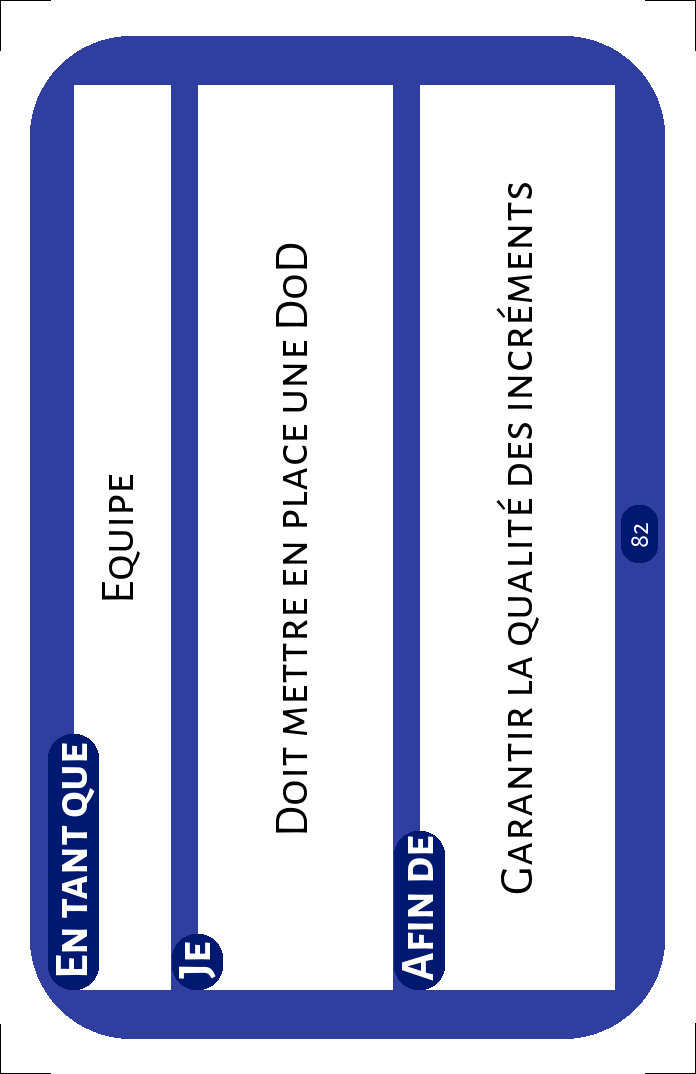 En tant que
Equipe
Je
Doit mettre en place une DoD
Afin de
Garantir la qualité des incréments
82